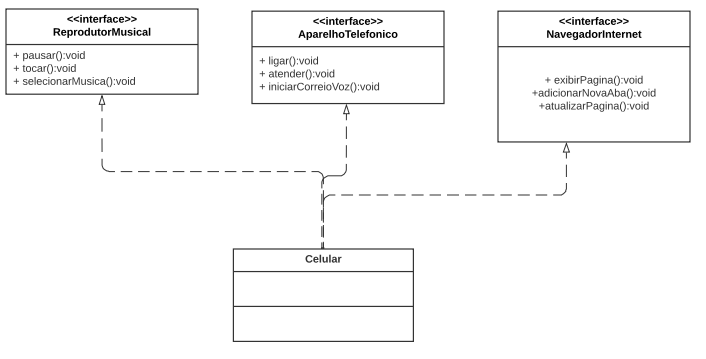 <<interface>>
ReprodutorMusical
+ pausar():void
+ tocar():void
+ selecionarMusica():void
<<interface>>
AparelhoTelefonico
+ ligar():void
+ atender():void
+ iniciarCorreioVoz():void
<<interface>>
NavegadorInternet
+ exibirPagina():void
+adicionarNovaAba():void
+atualizarPagina():void
Celular